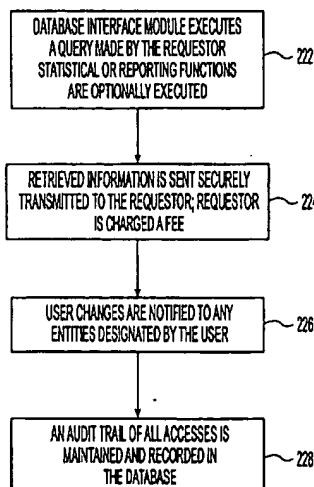 DATABASE INTERFACE MODULE EXECUTES
A QUERY MADE BY THE REQUESTOR
STATISTICAL OR REPORTING FUNCTIONS
ARE OPTIONALLY EXECUTED
222
RETRIEVED INFORMATION IS SENT SECURELY
TRANSMITTED TO THE REQUESTOR; REQUESTOR
IS CHARGED A FEE
224
USER CHANGES ARE NOTIFIED TO ANY
ENTITIES DESIGNATED BY THE USER
226
AN AUDIT TRAIL OF ALL ACCESSES IS
MAINTAINED AND RECORDED IN
THE DATABASE
228